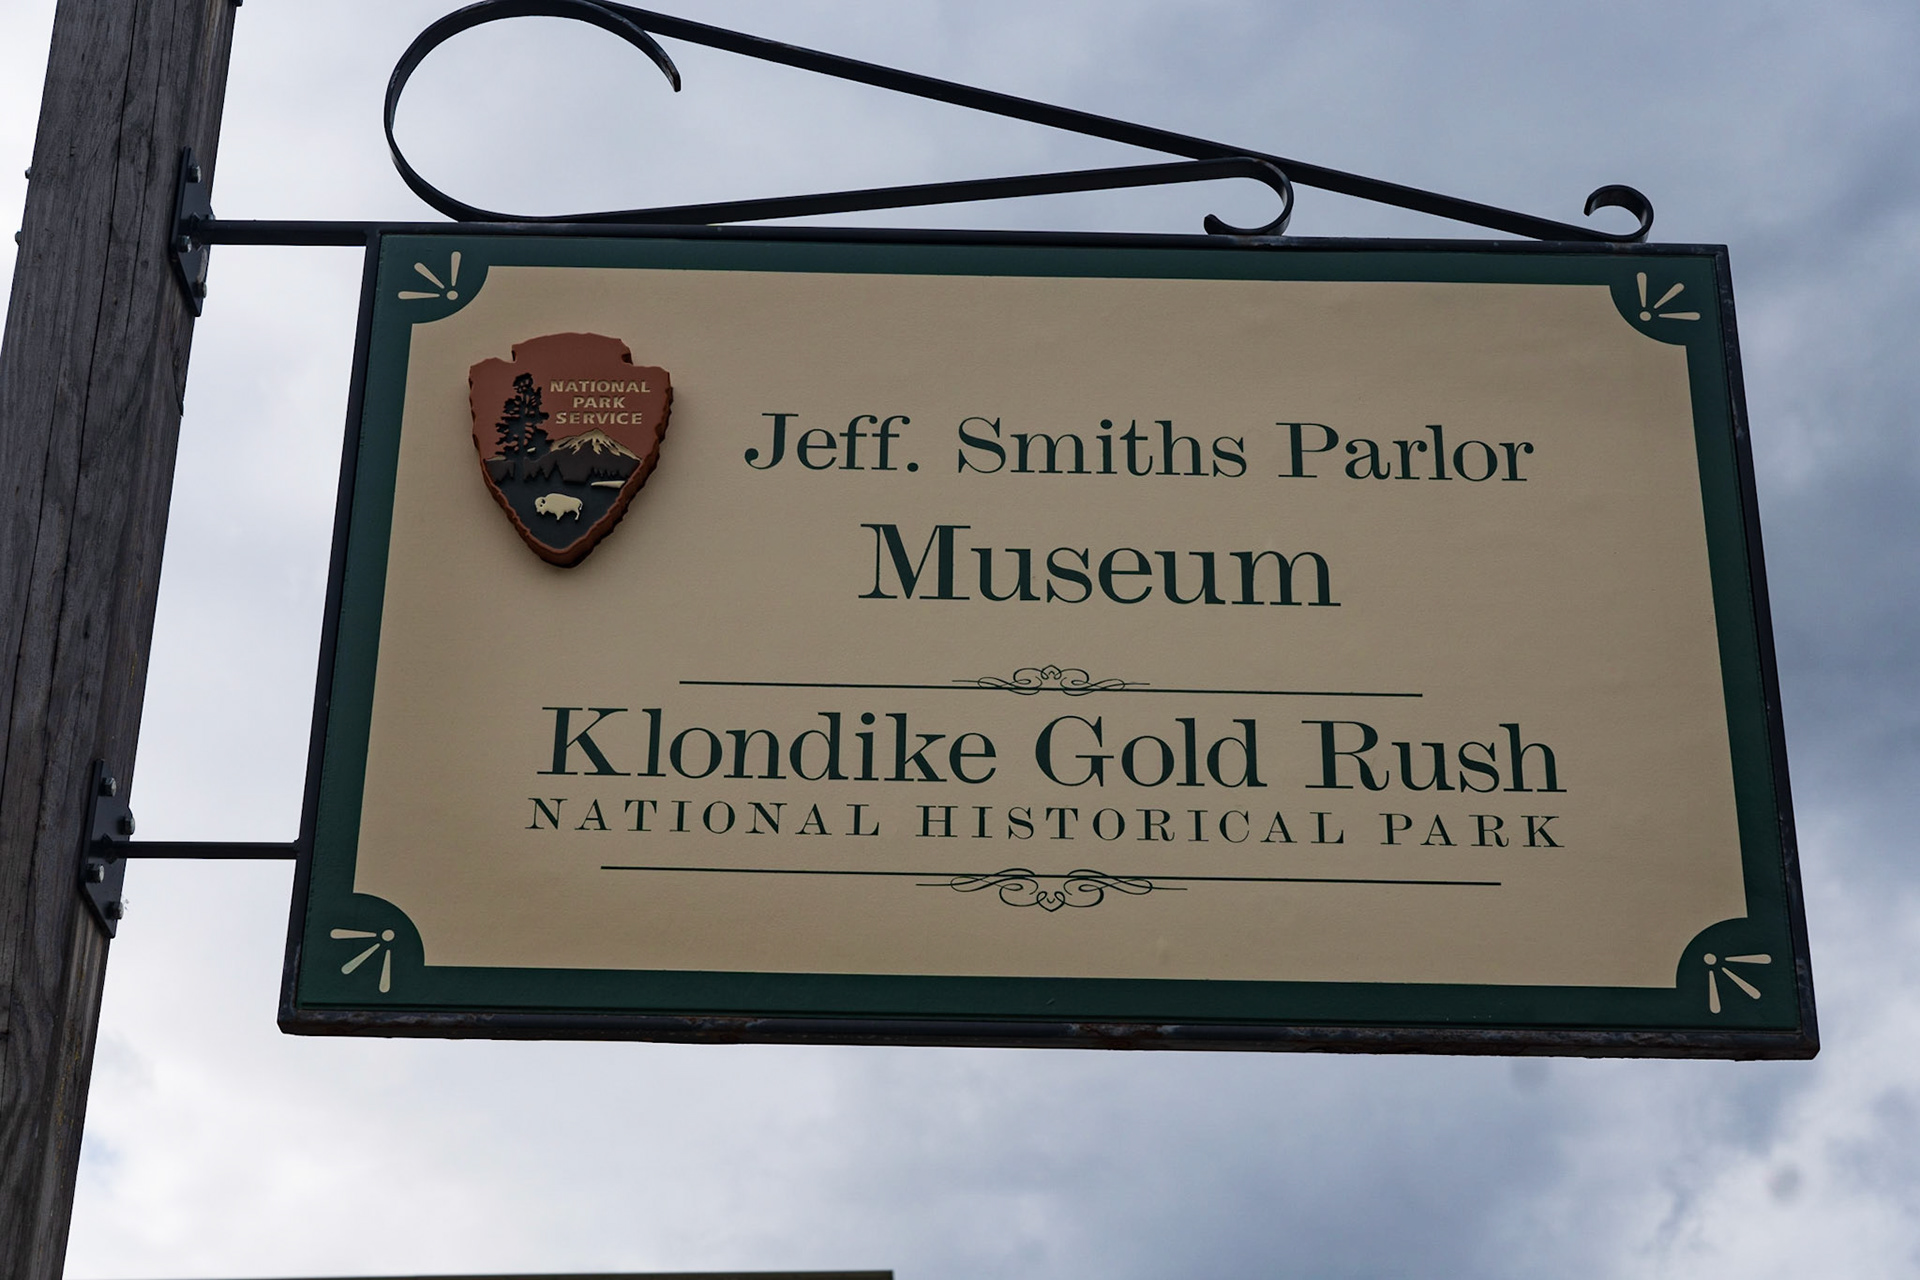 NATIONAL
PARK
SERVICE
Jeff. Smiths Parlor
Museum
Klondike Gold Rush
NATIONAL HISTORICAL PARK